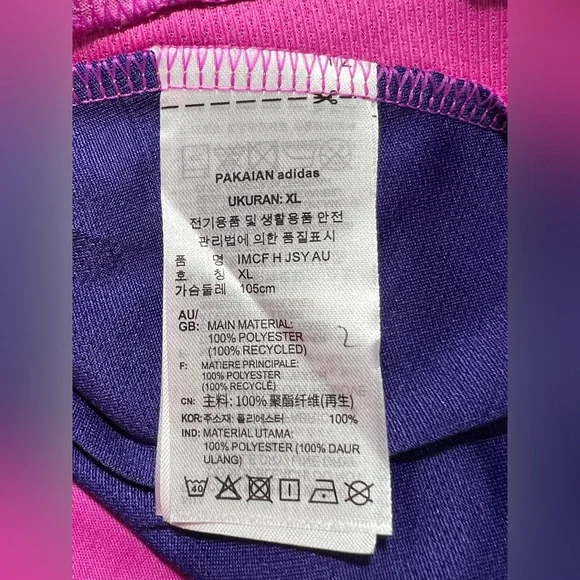 PAKAIAN adidas
UKURAN: XL
전기용품 및 생활용품 안전
관리법에 의한 품질표시
품 명 IMCF H JSY AU
호 칭 XL
가슴둘레 105cm
AU/
GB: MAIN MATERIAL:
100% POLYESTER
(100% RECYCLED)
F: MATIERE PRINCIPALE:
100% POLYESTER
(100% RECYCLÉ)
CN: 主料: 100% 聚酯纤维(再生)
KOR: 주소재: 폴리에스터 100%
IND: MATERIAL UTAMA:
100% POLYESTER (100% DAUR
ULANG)
40
2